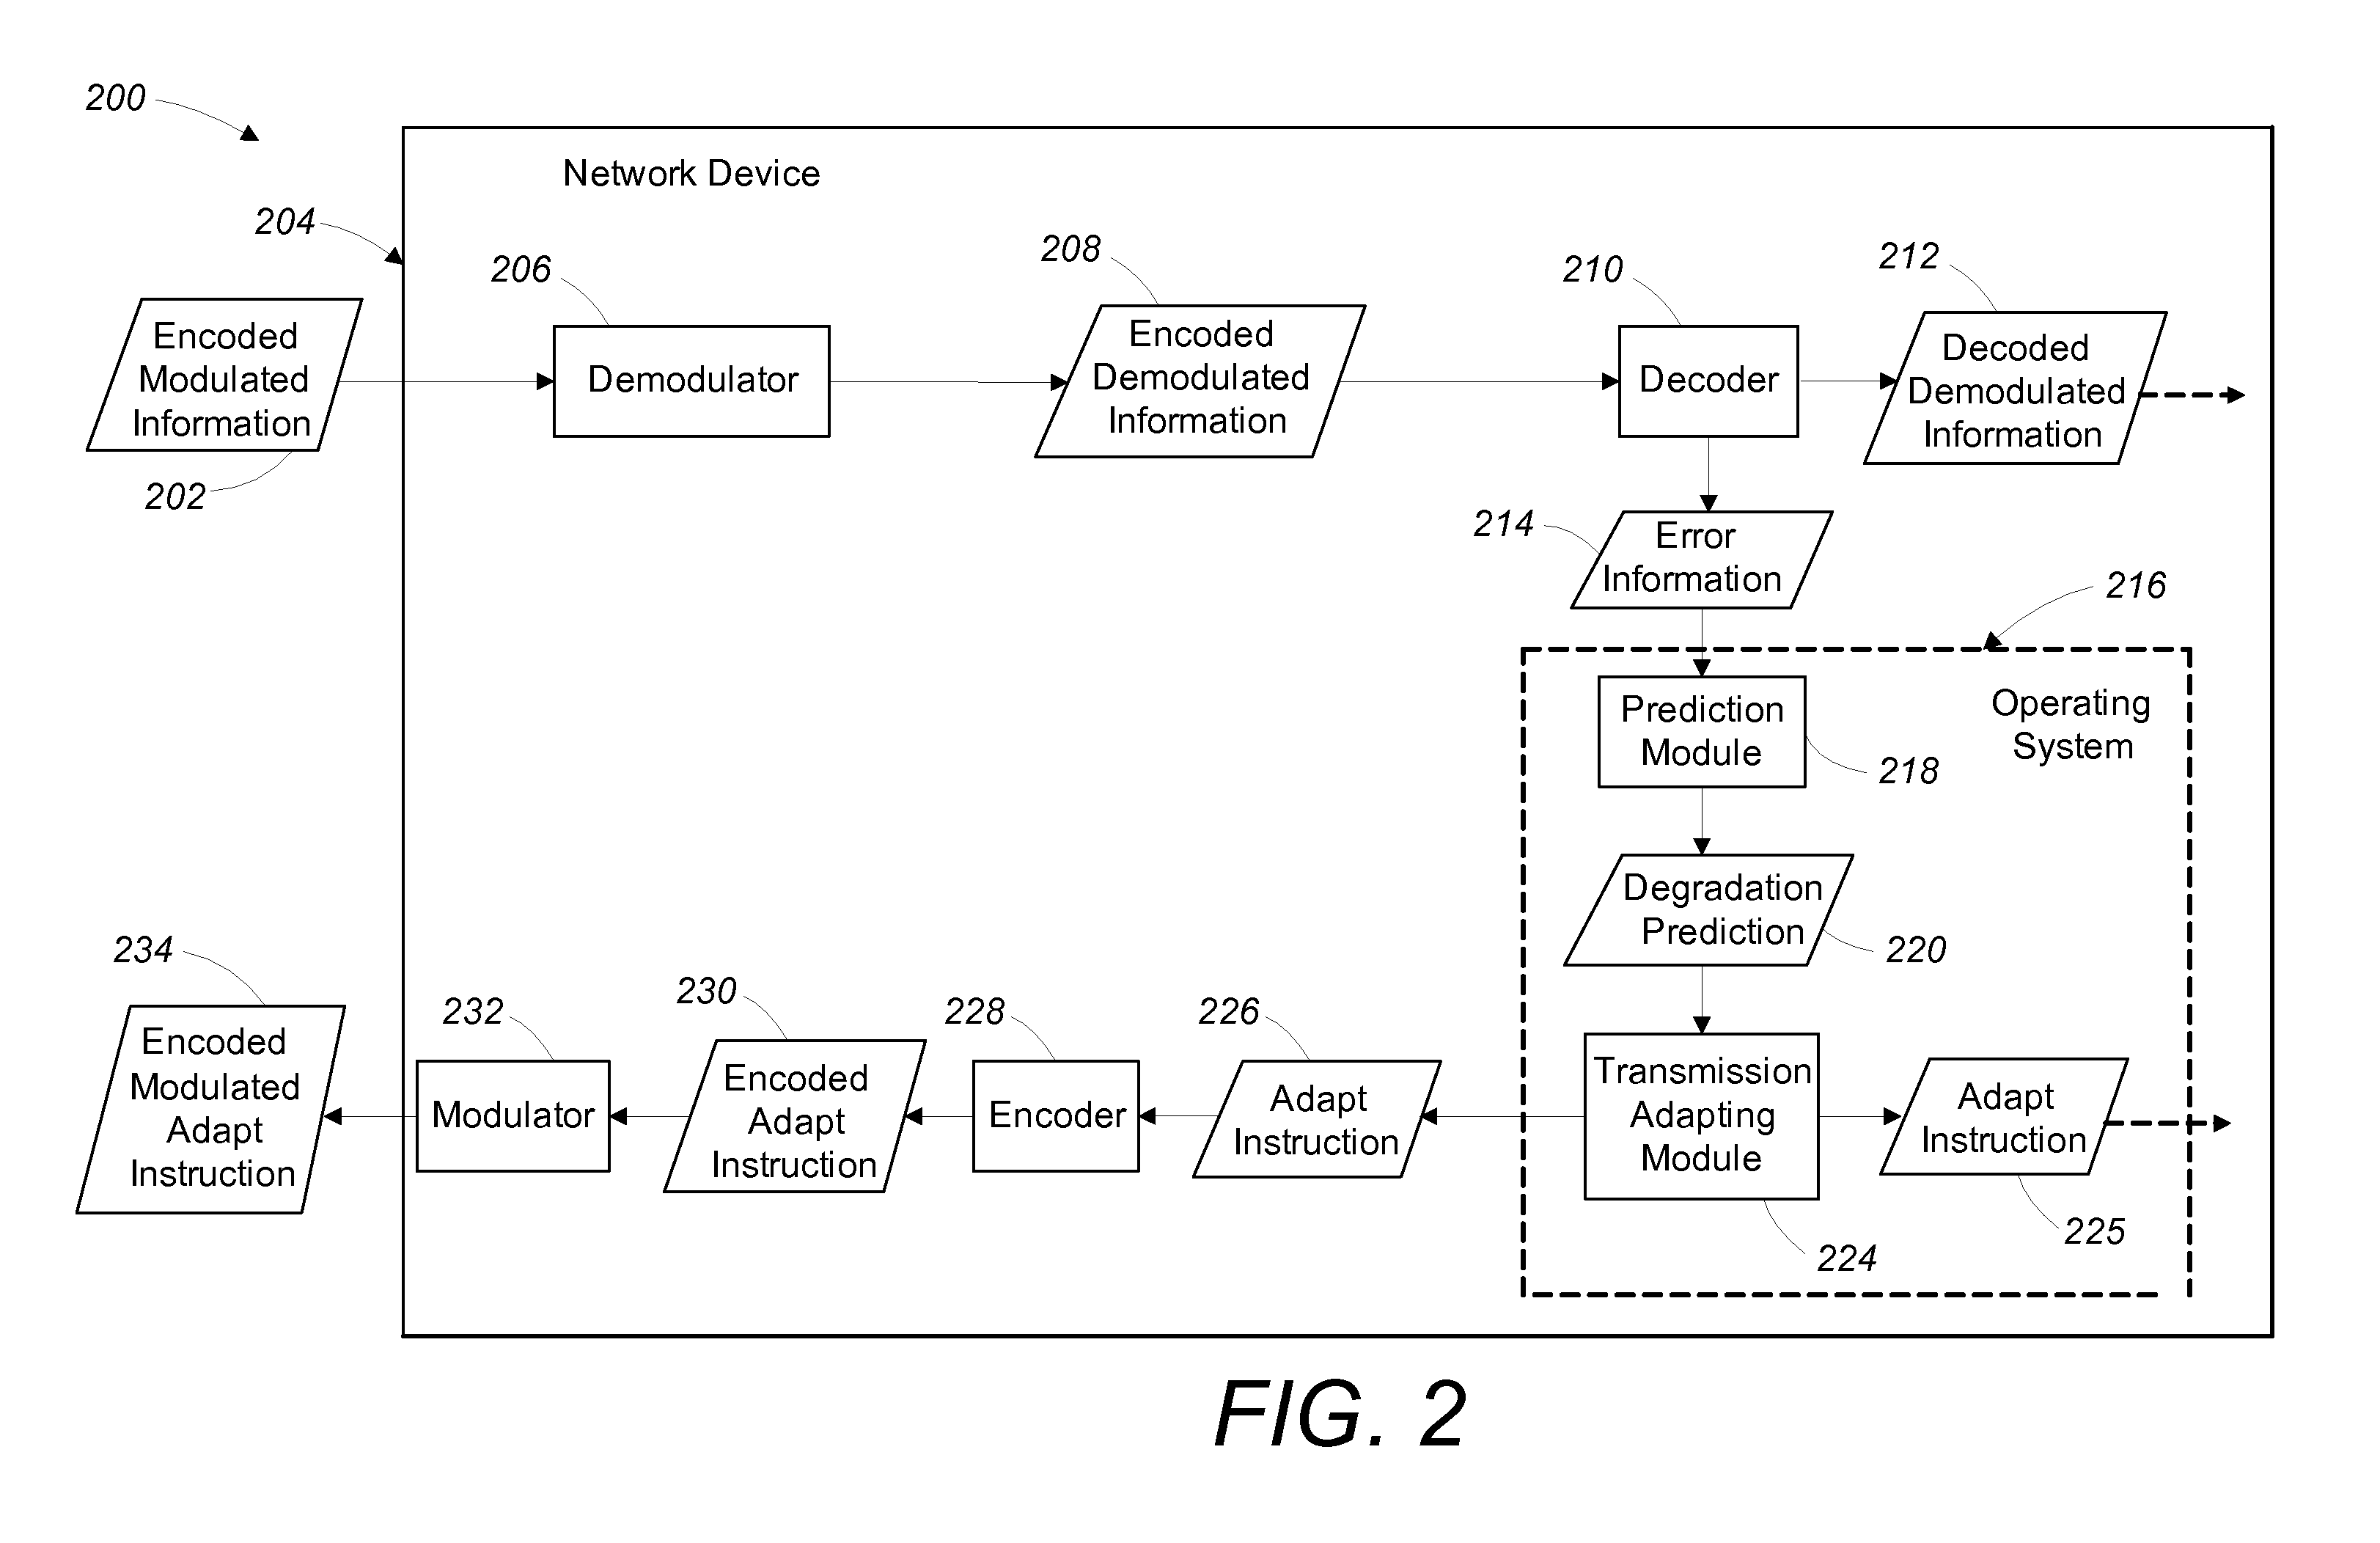 200
Network Device
204
206
208
210
212
Encoded
Modulated
Information
202
Demodulator
Encoded
Demodulated
Information
Decoder
Decoded
Demodulated
Information
214
Error
Information
216
Operating
System
Prediction
Module
218
Degradation
Prediction
220
234
232
230
228
226
Encoded
Modulated
Adapt
Instruction
Modulator
Encoded
Adapt
Instruction
Encoder
Adapt
Instruction
Transmission
Adapting
Module
224
Adapt
Instruction
225
FIG. 2